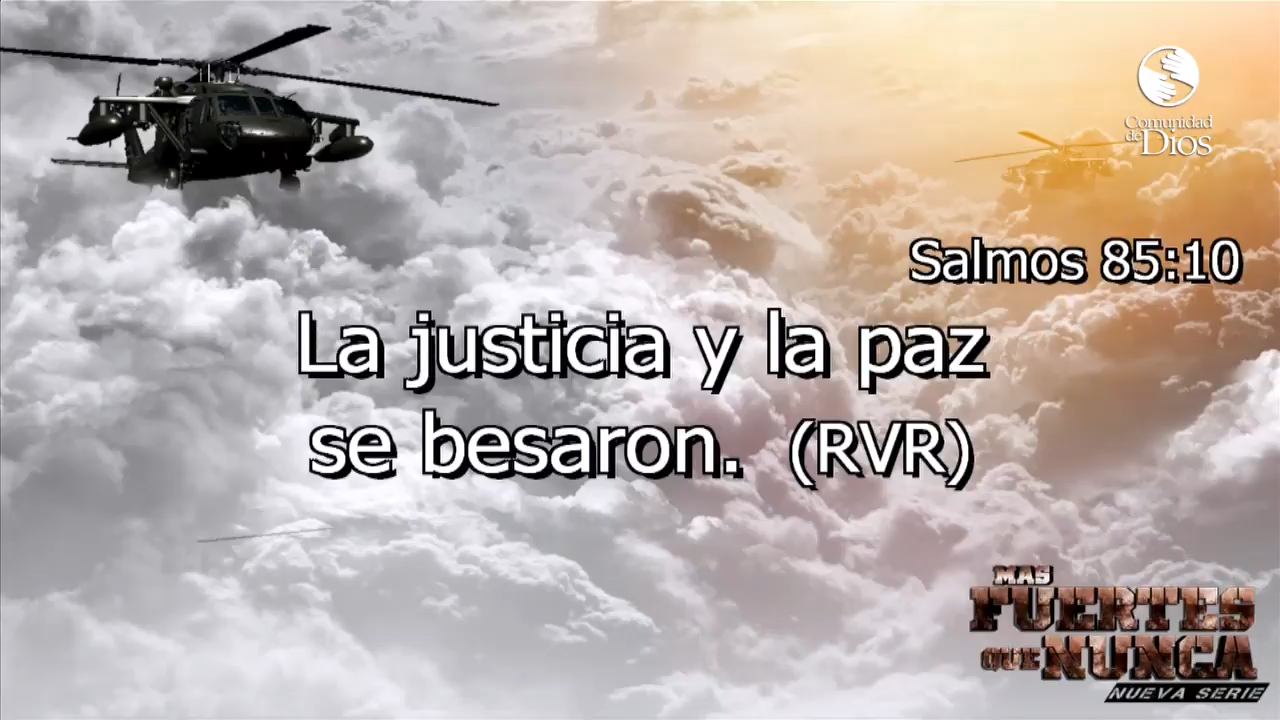 Comunidad
de Dios
Salmos 85:10
La justicia y la paz
se besaron. (RVR)
MAS
FUERTES
QUE NUNCA
NUEVA SERIE